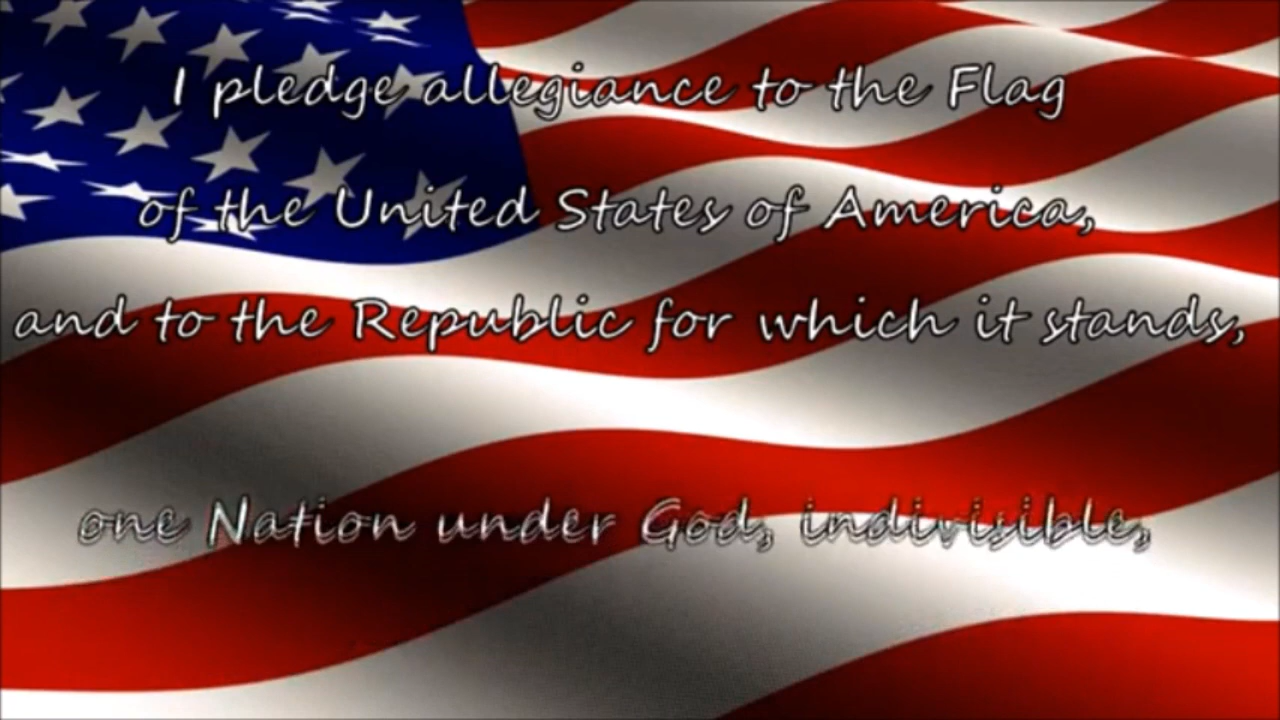 I pledge allegiance to the Flag
of the United States of America,
and to the Republic for which it stands,
one Nation under God, indivisible,